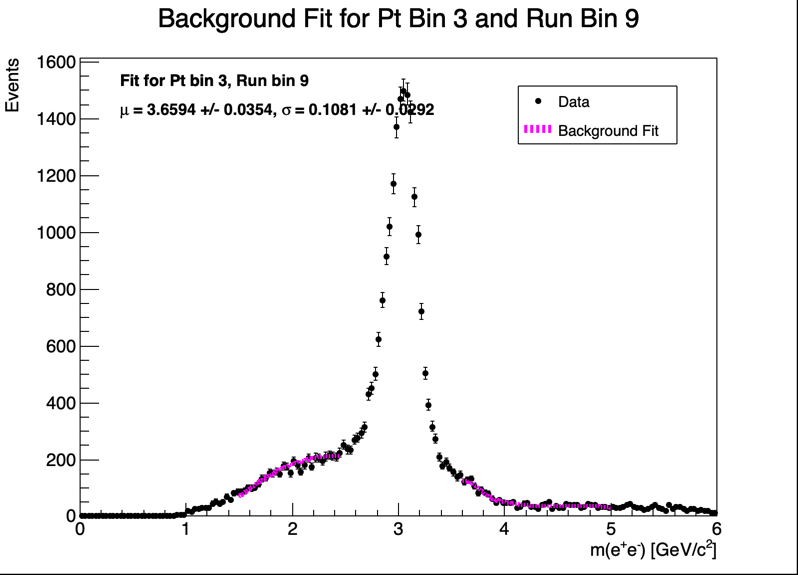 Background Fit for Pt Bin 3 and Run Bin 9
Events
1600
1400
1200
1000
800
600
400
200
0
Fit for Pt bin 3, Run bin 9
μ = 3.6594 +/- 0.0354, σ = 0.1081 +/- 0.0292
Data
Background Fit
0 1 2 3 4 5 6
m(e⁺e⁻) [GeV/c²]